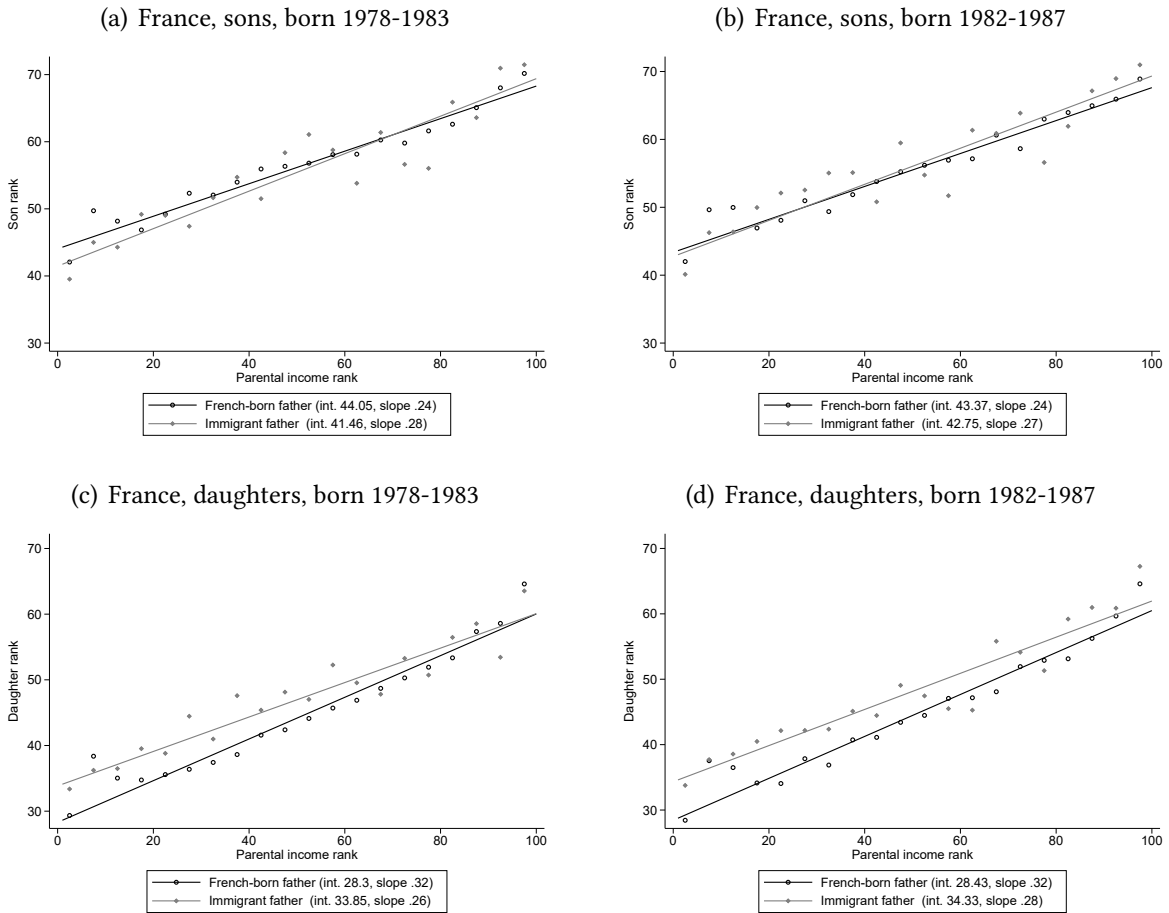 (a) France, sons, born 1978-1983
70
60
50
40
30
Son rank
0 20 40 60 80 100
Parental income rank
French-born father (int. 44.05, slope .24)
Immigrant father (int. 41.46, slope .28)
(b) France, sons, born 1982-1987
70
60
50
40
30
Son rank
0 20 40 60 80 100
Parental income rank
French-born father (int. 43.37, slope .24)
Immigrant father (int. 42.75, slope .27)
(c) France, daughters, born 1978-1983
70
60
50
40
30
Daughter rank
0 20 40 60 80 100
Parental income rank
French-born father (int. 28.3, slope .32)
Immigrant father (int. 33.85, slope .26)
(d) France, daughters, born 1982-1987
70
60
50
40
30
Daughter rank
0 20 40 60 80 100
Parental income rank
French-born father (int. 28.43, slope .32)
Immigrant father (int. 34.33, slope .28)